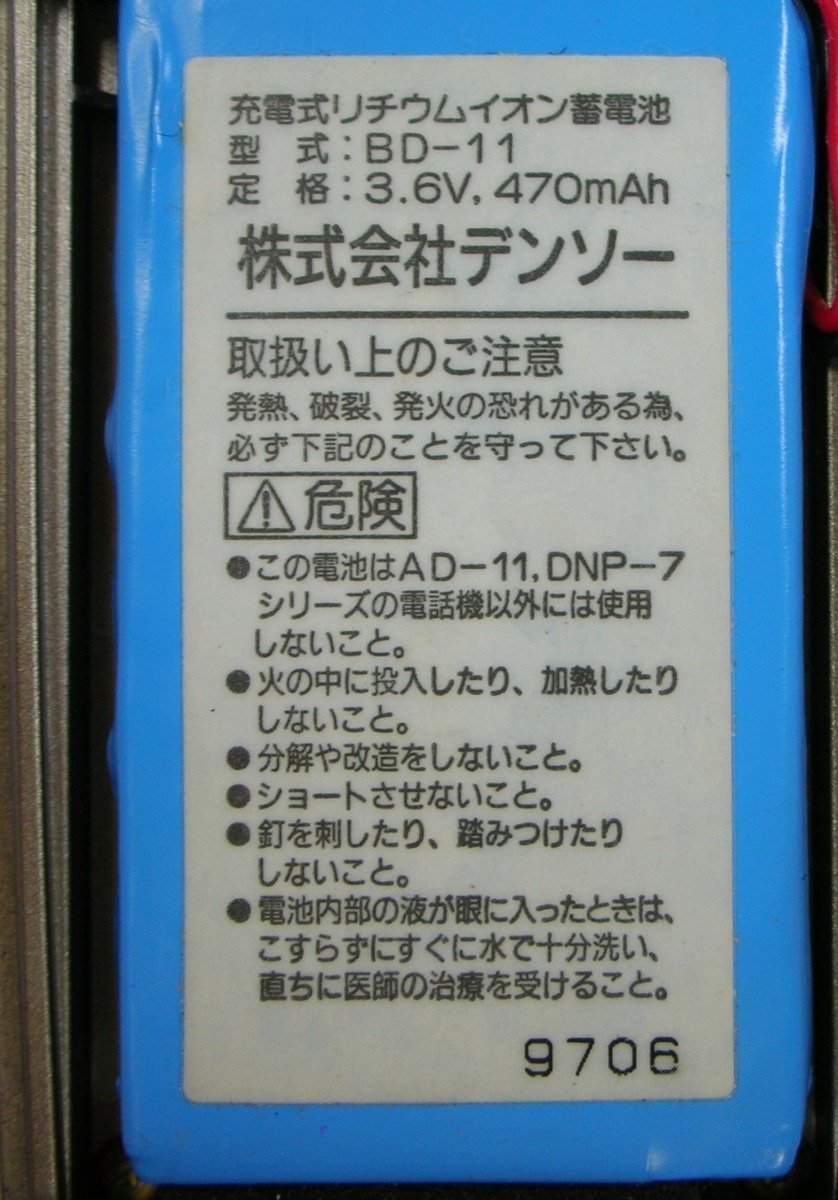 充電式リチウムイオン蓄電池
型　式：BD-11
定　格：3.6V, 470mAh
株式会社デンソー
取扱い上のご注意
発熱、破裂、発火の恐れがある為、
必ず下記のことを守って下さい。
⚠危険
●この電池はAD-11, DNP-7
シリーズの電話機以外には使用
しないこと。
●火の中に投入したり、加熱したり
しないこと。
●分解や改造をしないこと。
●ショートさせないこと。
●釘を刺したり、踏みつけたり
しないこと。
●電池内部の液が眼に入ったときは、
こすらずにすぐに水で十分洗い、
直ちに医師の治療を受けること。
9706